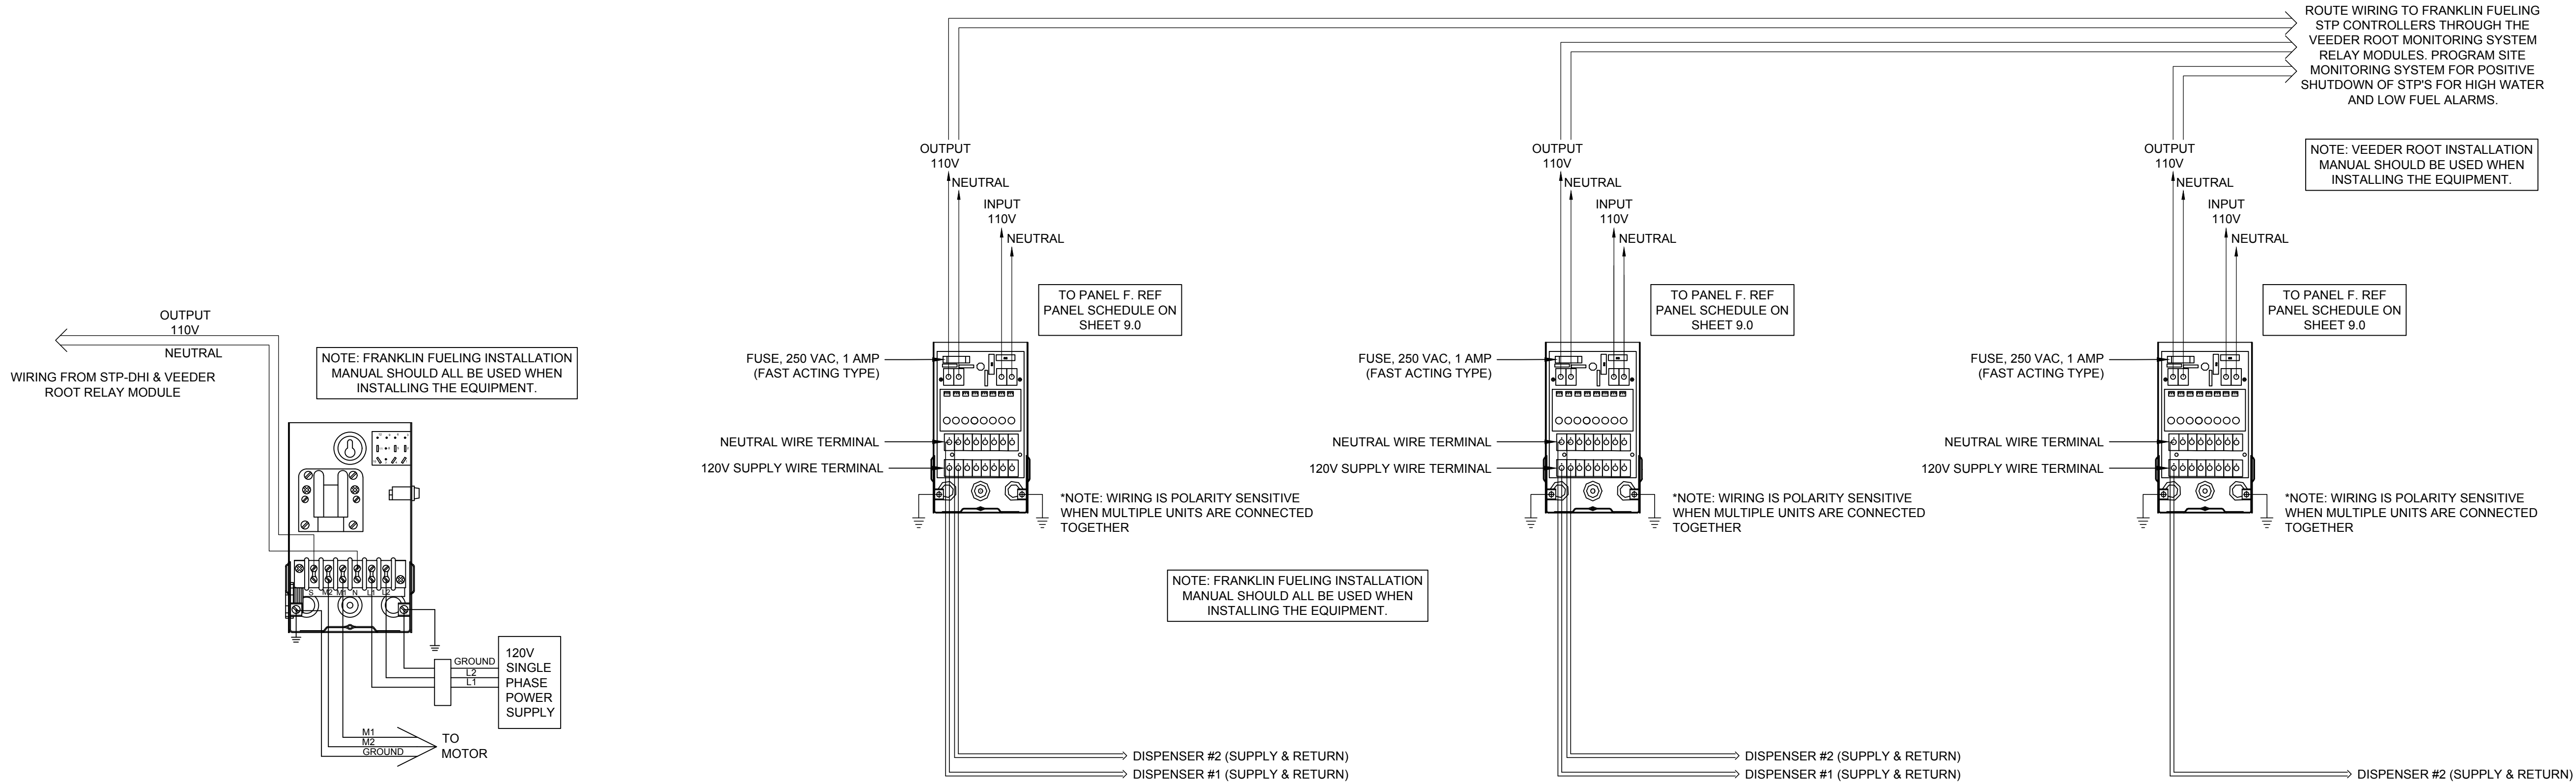 ROUTE WIRING TO FRANKLIN FUELING
STP CONTROLLERS THROUGH THE
VEEDER ROOT MONITORING SYSTEM
RELAY MODULES. PROGRAM SITE
MONITORING SYSTEM FOR POSITIVE
SHUTDOWN OF STP'S FOR HIGH WATER
AND LOW FUEL ALARMS.
NOTE: VEEDER ROOT INSTALLATION
MANUAL SHOULD BE USED WHEN
INSTALLING THE EQUIPMENT.
OUTPUT
110V
NEUTRAL
WIRING FROM STP-DHI & VEEDER
ROOT RELAY MODULE
NOTE: FRANKLIN FUELING INSTALLATION
MANUAL SHOULD ALL BE USED WHEN
INSTALLING THE EQUIPMENT.
S M2 M1 N L1 L2
GROUND
L2
L1
120V
SINGLE
PHASE
POWER
SUPPLY
M1
M2
GROUND
TO
MOTOR
OUTPUT
110V
NEUTRAL
INPUT
110V
NEUTRAL
TO PANEL F. REF
PANEL SCHEDULE ON
SHEET 9.0
FUSE, 250 VAC, 1 AMP
(FAST ACTING TYPE)
NEUTRAL WIRE TERMINAL
120V SUPPLY WIRE TERMINAL
*NOTE: WIRING IS POLARITY SENSITIVE
WHEN MULTIPLE UNITS ARE CONNECTED
TOGETHER
NOTE: FRANKLIN FUELING INSTALLATION
MANUAL SHOULD ALL BE USED WHEN
INSTALLING THE EQUIPMENT.
DISPENSER #2 (SUPPLY & RETURN)
DISPENSER #1 (SUPPLY & RETURN)
OUTPUT
110V
NEUTRAL
INPUT
110V
NEUTRAL
TO PANEL F. REF
PANEL SCHEDULE ON
SHEET 9.0
FUSE, 250 VAC, 1 AMP
(FAST ACTING TYPE)
NEUTRAL WIRE TERMINAL
120V SUPPLY WIRE TERMINAL
*NOTE: WIRING IS POLARITY SENSITIVE
WHEN MULTIPLE UNITS ARE CONNECTED
TOGETHER
DISPENSER #2 (SUPPLY & RETURN)
DISPENSER #1 (SUPPLY & RETURN)
OUTPUT
110V
NEUTRAL
INPUT
110V
NEUTRAL
TO PANEL F. REF
PANEL SCHEDULE ON
SHEET 9.0
FUSE, 250 VAC, 1 AMP
(FAST ACTING TYPE)
NEUTRAL WIRE TERMINAL
120V SUPPLY WIRE TERMINAL
*NOTE: WIRING IS POLARITY SENSITIVE
WHEN MULTIPLE UNITS ARE CONNECTED
TOGETHER
DISPENSER #2 (SUPPLY & RETURN)